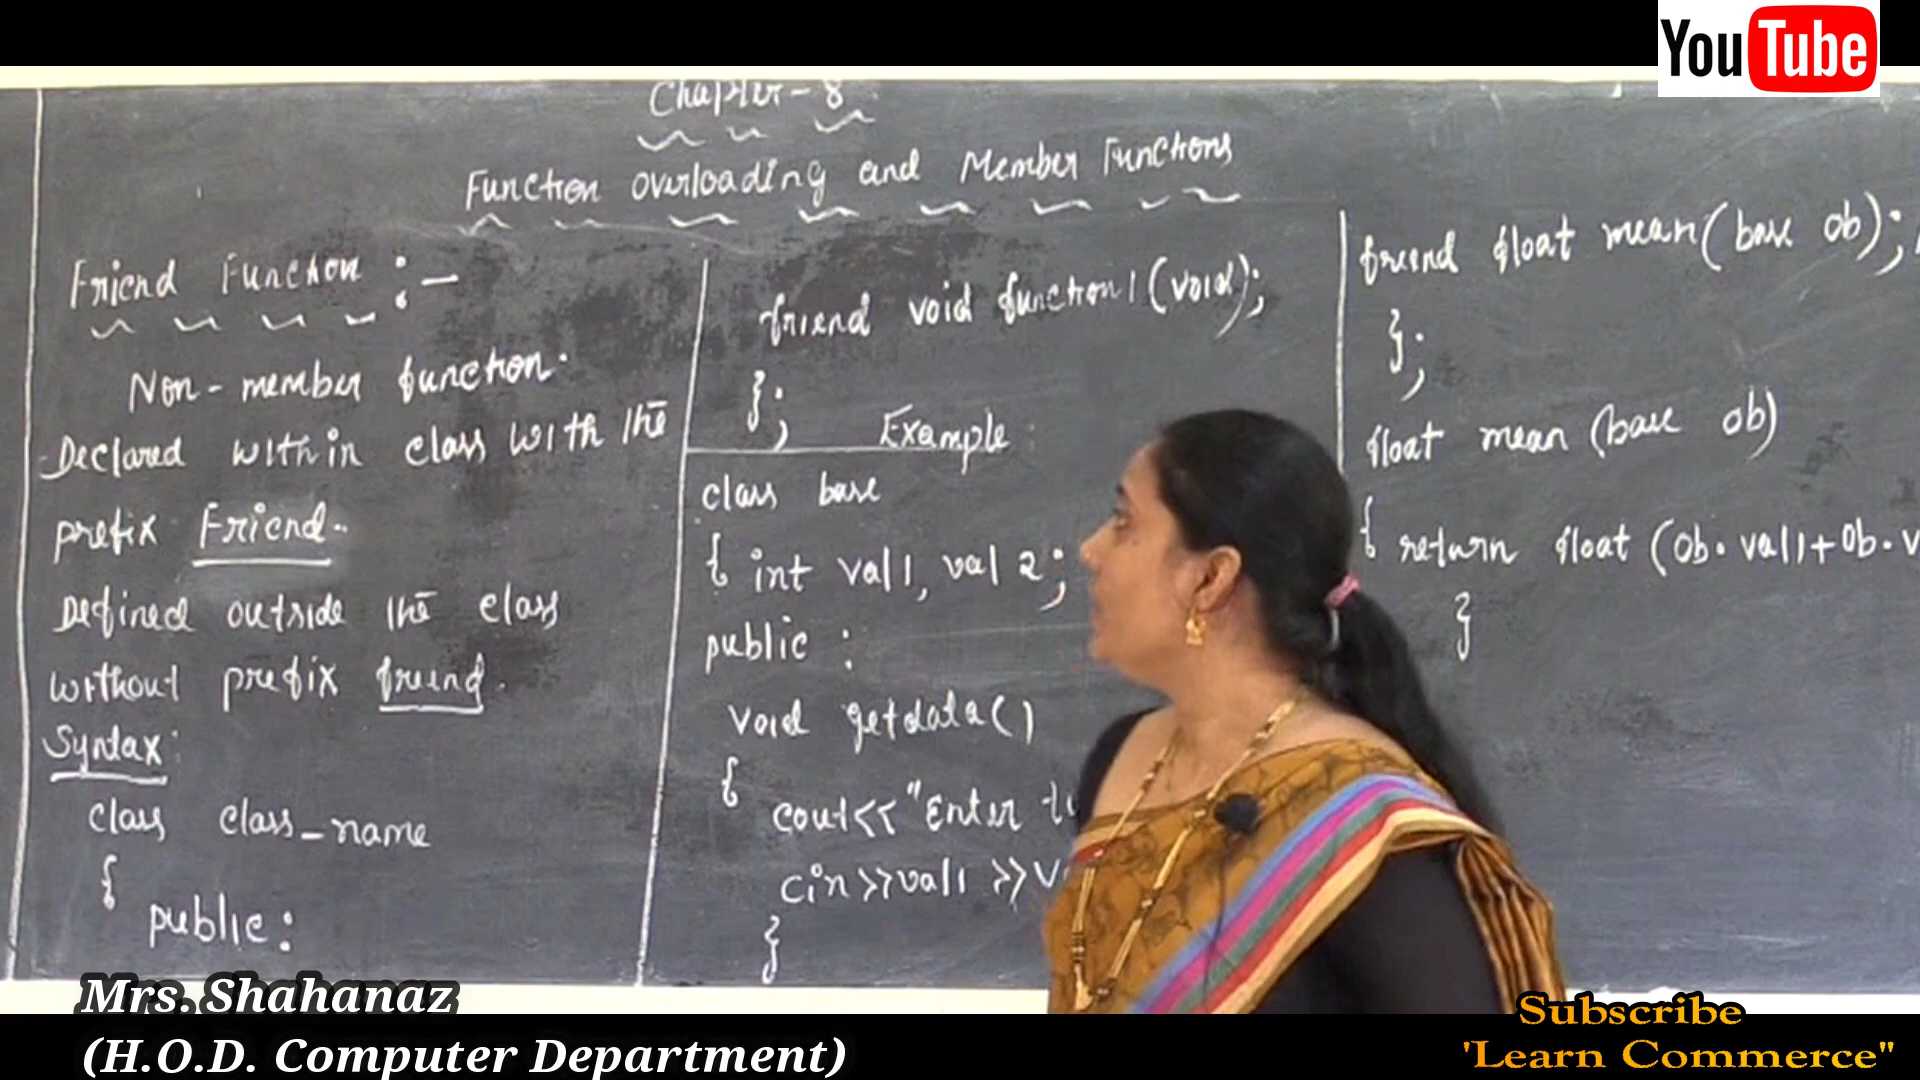 YouTube
Chapter - 8
Function overloading and Member Functions
Friend Function :-
Non-member function.
Declared within class with the
prefix Friend.
Defined outside the class
without prefix friend.
Syntax:
class class_name
{
public:
friend void function1(void);
};
Example:
class base
{ int val1, val2;
public:
void getdata()
{
cout<<"Enter
cin>>val1 >>
}
friend float mean(base ob);
};
float mean (base ob)
{ return float (ob.val1+ob.v
}
Mrs. Shahanaz
(H.O.D. Computer Department)
Subscribe
'Learn Commerce"